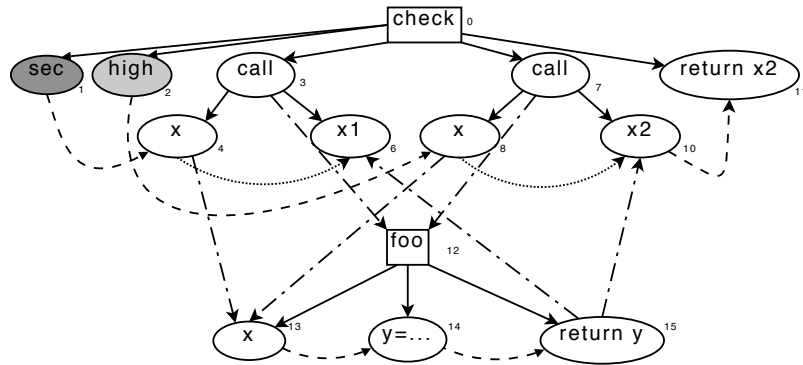 check 0
sec 1
high 2
call 3
call 7
return x2 11
x 4
x1 6
x 8
x2 10
foo 12
x 13
y=... 14
return y 15